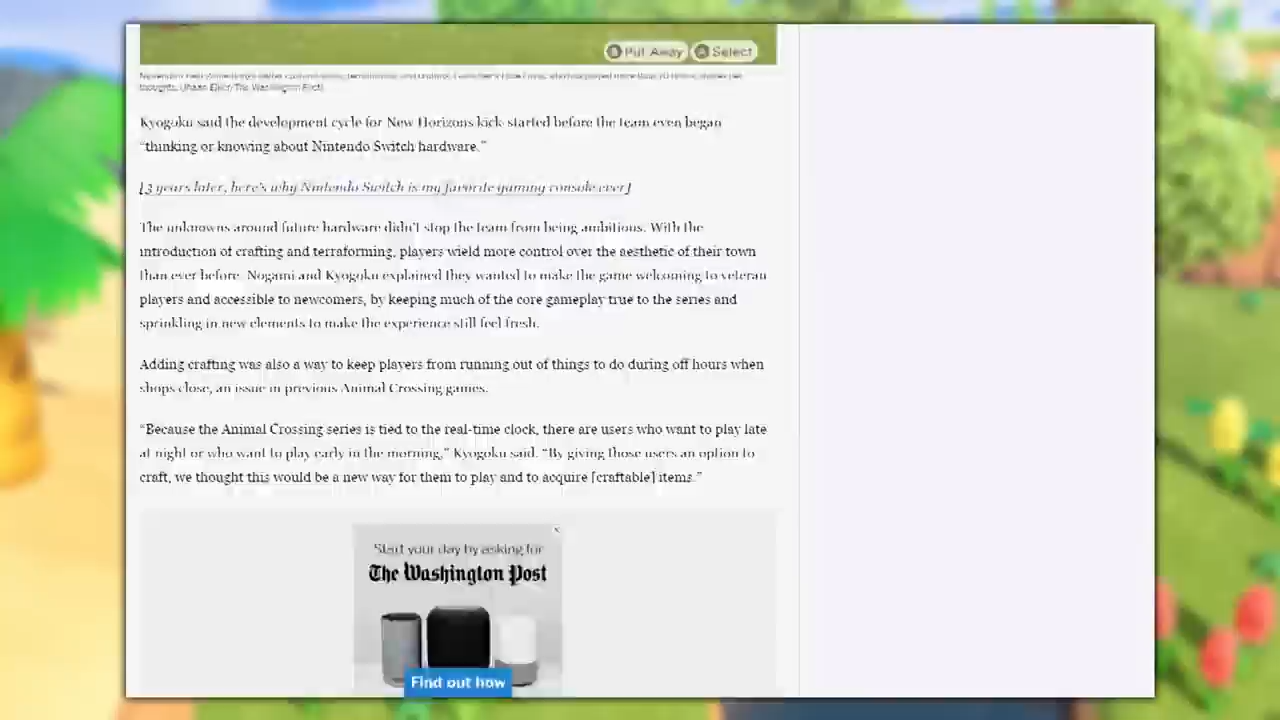 Put Away Select
thoughts. (Shaan Elker/The Washington Post)
Kyogoku said the development cycle for New Horizons kick-started before the team even began
“thinking or knowing about Nintendo Switch hardware.”
[3 years later, here’s why Nintendo Switch is my favorite gaming console ever]
The unknowns around future hardware didn’t stop the team from being ambitious. With the
introduction of crafting and terraforming, players wield more control over the aesthetic of their town
than ever before. Nogami and Kyogoku explained they wanted to make the game welcoming to veteran
players and accessible to newcomers, by keeping much of the core gameplay true to the series and
sprinkling in new elements to make the experience still feel fresh.
Adding crafting was also a way to keep players from running out of things to do during off hours when
shops close, an issue in previous Animal Crossing games.
“Because the Animal Crossing series is tied to the real-time clock, there are users who want to play late
at night or who want to play early in the morning,” Kyogoku said. “By giving those users an option to
craft, we thought this would be a new way for them to play and to acquire [craftable] items.”
Start your day by asking for
The Washington Post
Find out how